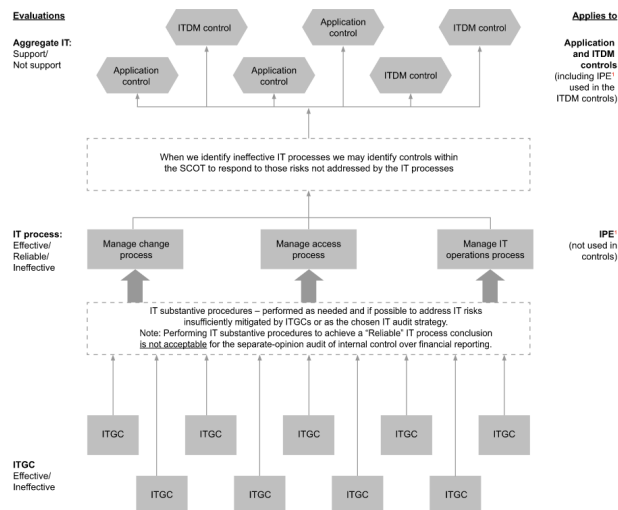 Evaluations
Applies to
Aggregate IT:
Support/
Not support
ITDM control
Application
control
ITDM control
Application
control
Application
control
ITDM control
Application
and ITDM
controls
(including IPE¹
used in the
ITDM controls)
When we identify ineffective IT processes we may identify controls within
the SCOT to respond to those risks not addressed by the IT processes
IT process:
Effective/
Reliable/
Ineffective
Manage change
process
Manage access
process
Manage IT
operations process
IPE¹
(not used in
controls)
IT substantive procedures – performed as needed and if possible to address IT risks
insufficiently mitigated by ITGCs or as the chosen IT audit strategy.
Note: Performing IT substantive procedures to achieve a “Reliable” IT process conclusion
is not acceptable for the separate-opinion audit of internal control over financial reporting.
ITGC
ITGC
ITGC
ITGC
ITGC
ITGC
Effective/
Ineffective
ITGC
ITGC
ITGC
ITGC